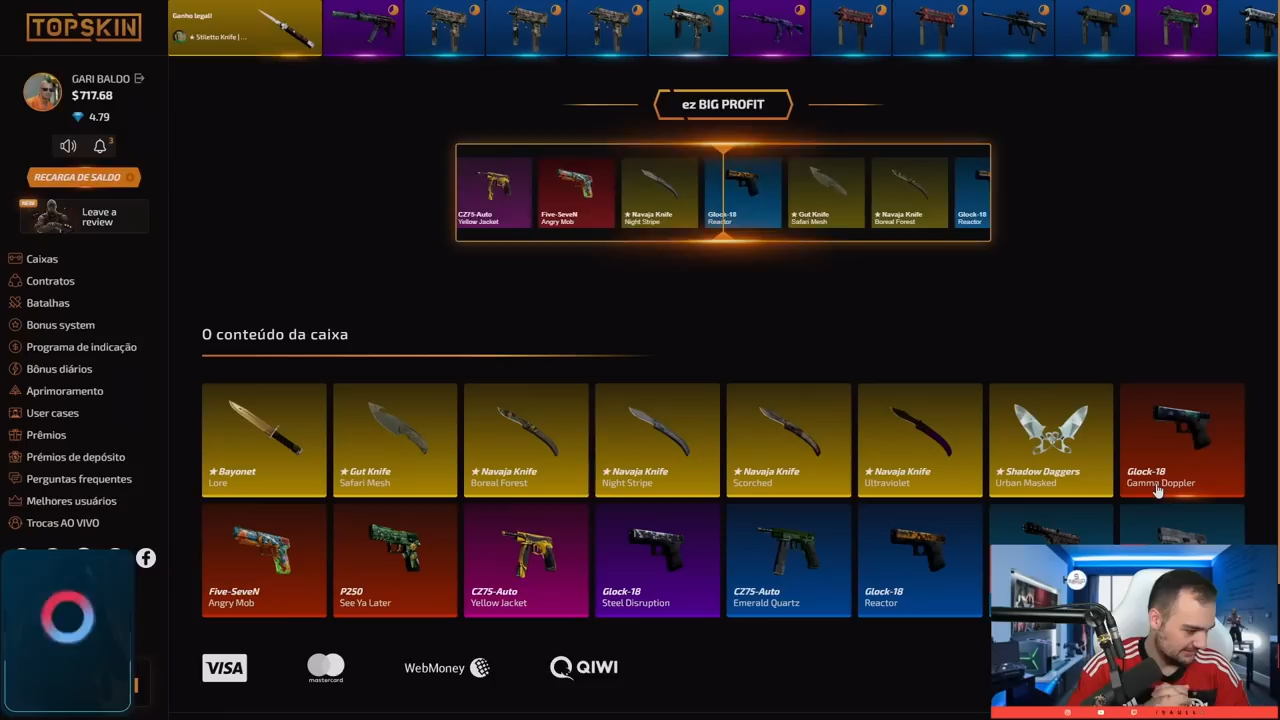 TOPSKIN
Ganho legal!
★ Stiletto Knife | ...
GARI BALDO
$717.68
4.79
3
RECARGA DE SALDO
NEW
Leave a
review
Caixas
Contratos
Batalhas
Bonus system
Programa de indicação
Bônus diários
Aprimoramento
User cases
Prêmios
Prêmios de depósito
Perguntas frequentes
Melhores usuários
Trocas AO VIVO
ez BIG PROFIT
CZ75-Auto
Yellow Jacket
Five-SeveN
Angry Mob
★ Navaja Knife
Night Stripe
Glock-18
Reactor
★ Gut Knife
Safari Mesh
★ Navaja Knife
Boreal Forest
Glock-18
Reactor
O conteúdo da caixa
★ Bayonet
Lore
★ Gut Knife
Safari Mesh
★ Navaja Knife
Boreal Forest
★ Navaja Knife
Night Stripe
★ Navaja Knife
Scorched
★ Navaja Knife
Ultraviolet
★ Shadow Daggers
Urban Masked
Glock-18
Gamma Doppler
Five-SeveN
Angry Mob
P250
See Ya Later
CZ75-Auto
Yellow Jacket
Glock-18
Steel Disruption
CZ75-Auto
Emerald Quartz
Glock-18
Reactor
VISA
mastercard
WebMoney
QIWI